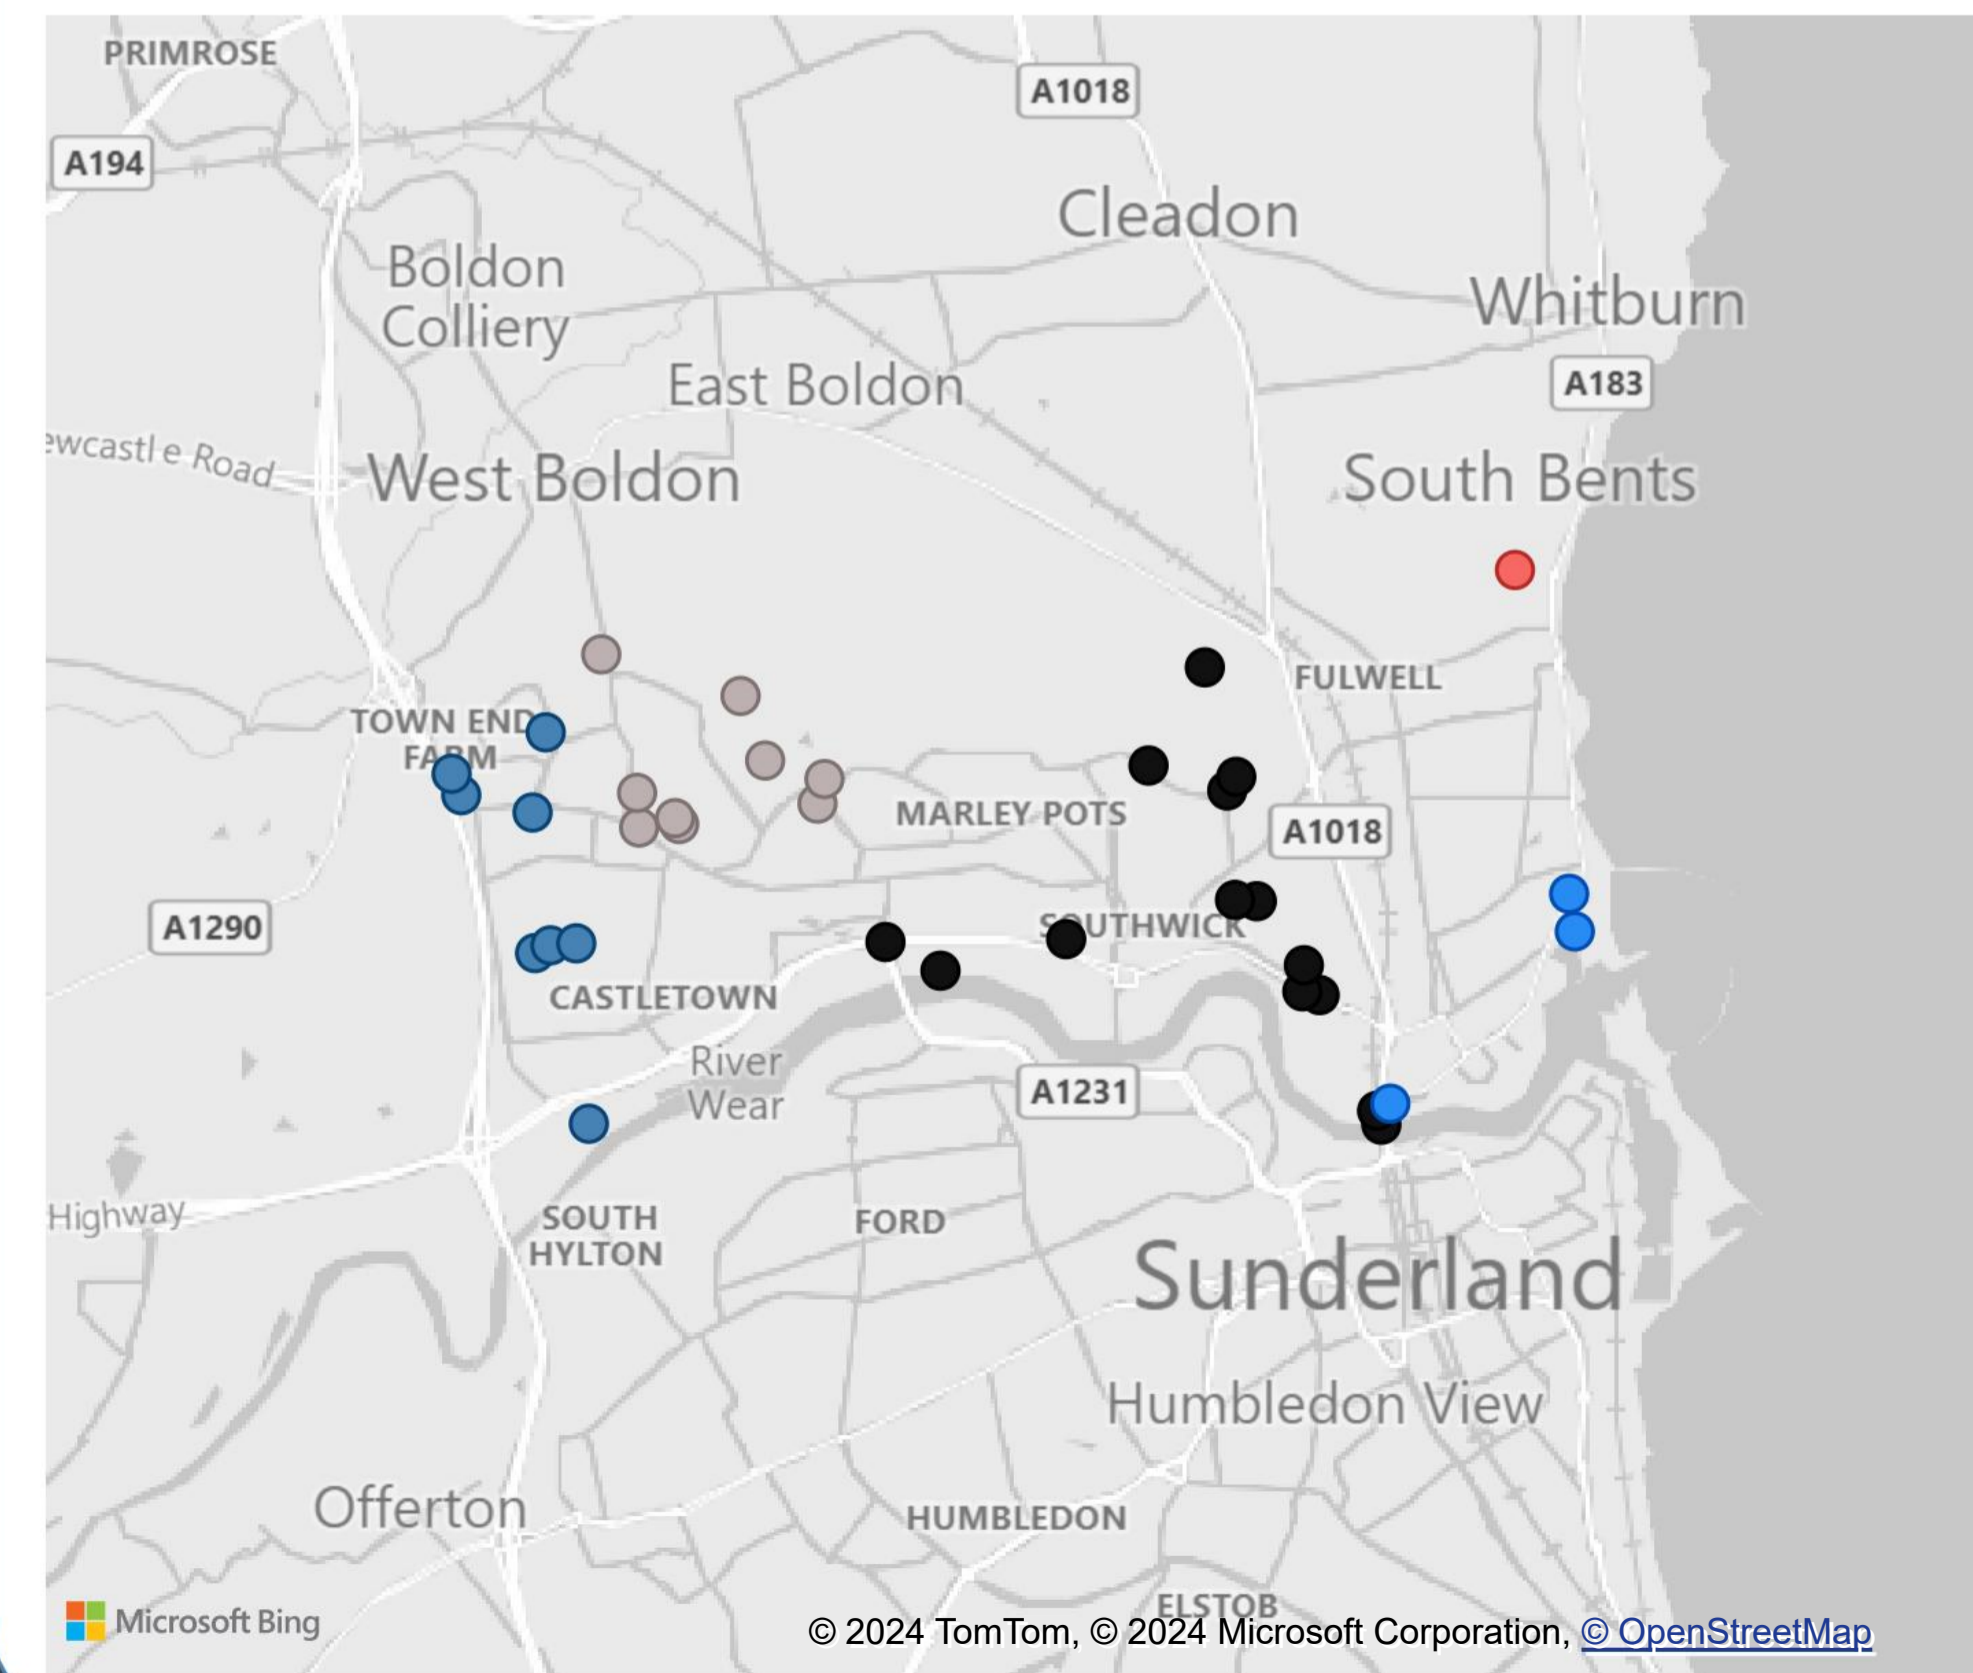 PRIMROSE
A1018
A194
Cleadon
Boldon
Colliery
Whitburn
East Boldon
A183
ewcastle Road
West Boldon
South Bents
FULWELL
TOWN END
FARM
MARLEY POTS
A1018
A1290
SOUTHWICK
CASTLETOWN
River
Wear
A1231
Highway
SOUTH
HYLTON
FORD
Sunderland
Humbledon View
Offerton
HUMBLEDON
ELSTOB
Microsoft Bing
© 2024 TomTom, © 2024 Microsoft Corporation, © OpenStreetMap